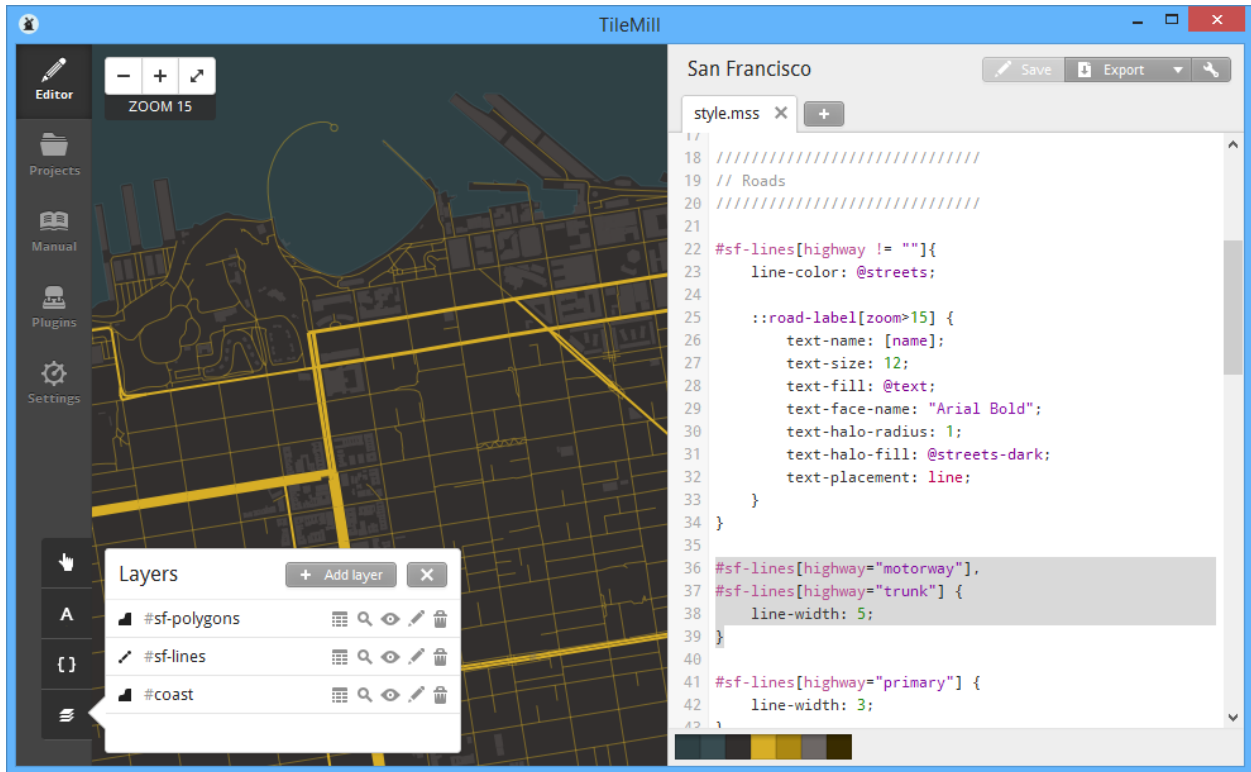 TileMill
Editor
Projects
Manual
Plugins
Settings
A
{}
ZOOM 15
Layers
+ Add layer
#sf-polygons
#sf-lines
#coast
San Francisco
Save
Export
style.mss
+
17
18 //////////////////////////////
19 // Roads
20 //////////////////////////////
21
22 #sf-lines[highway != ""]{
23 line-color: @streets;
24
25 ::road-label[zoom>15] {
26 text-name: [name];
27 text-size: 12;
28 text-fill: @text;
29 text-face-name: "Arial Bold";
30 text-halo-radius: 1;
31 text-halo-fill: @streets-dark;
32 text-placement: line;
33 }
34 }
35
36 #sf-lines[highway="motorway"],
37 #sf-lines[highway="trunk"] {
38 line-width: 5;
39 }
40
41 #sf-lines[highway="primary"] {
42 line-width: 3;
43 }